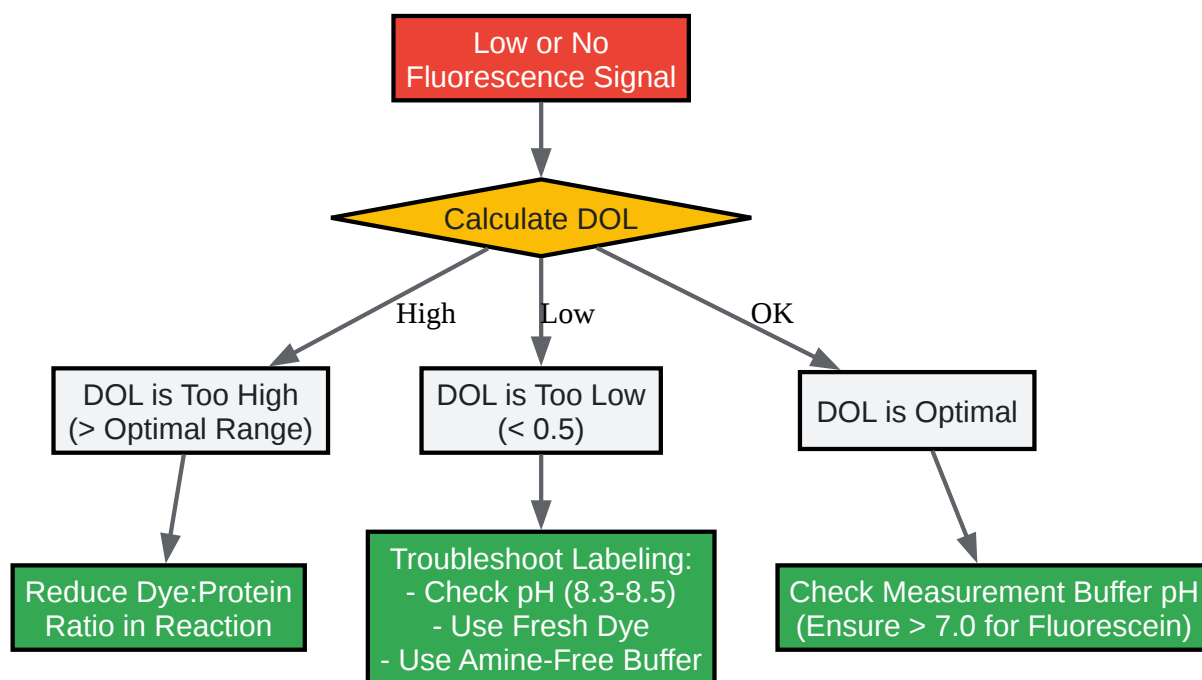 Low or No
Fluorescence Signal
Calculate DOL
High
Low
OK
DOL is Too High
(> Optimal Range)
DOL is Too Low
(< 0.5)
DOL is Optimal
Reduce Dye:Protein
Ratio in Reaction
Troubleshoot Labeling:
- Check pH (8.3-8.5)
- Use Fresh Dye
- Use Amine-Free Buffer
Check Measurement Buffer pH
(Ensure > 7.0 for Fluorescein)